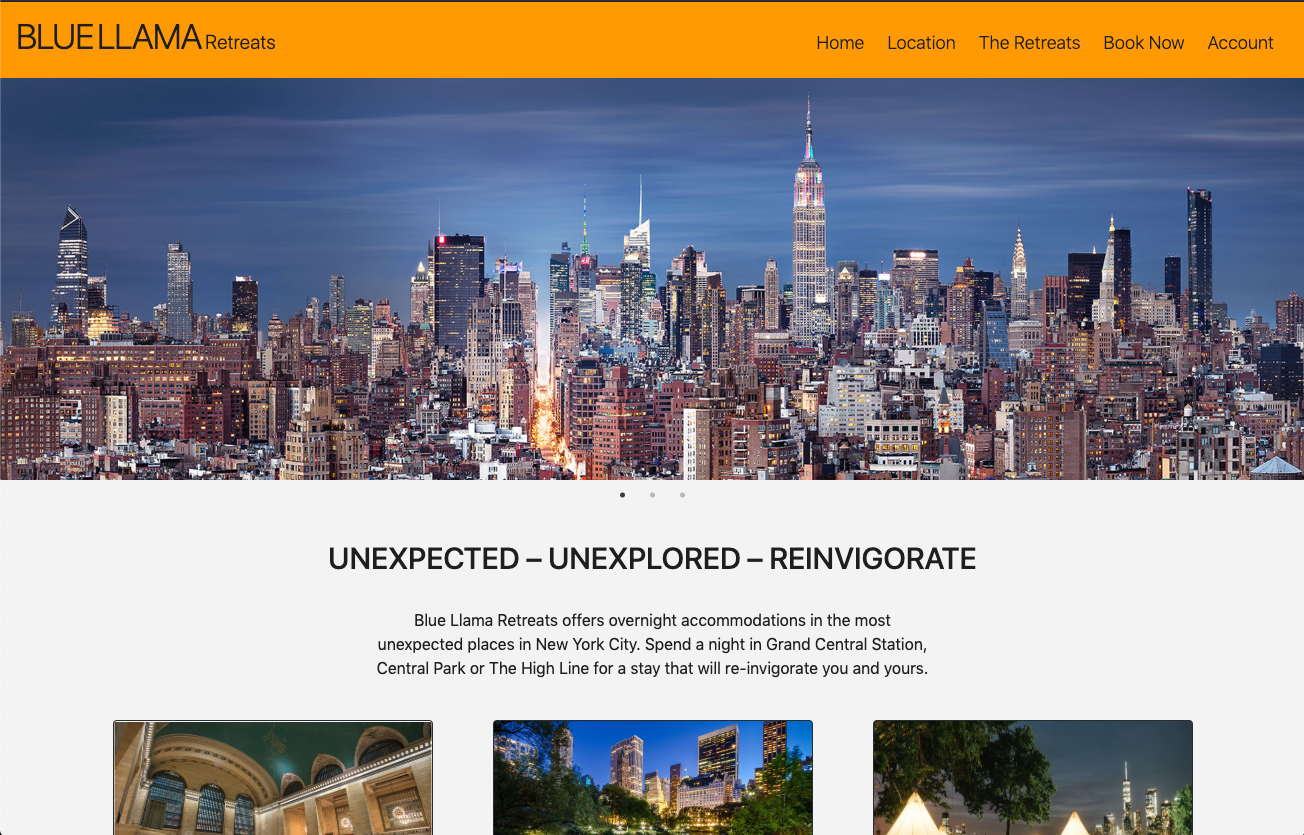 BLUE LLAMA Retreats
Home Location The Retreats Book Now Account
UNEXPECTED – UNEXPLORED – REINVIGORATE
Blue Llama Retreats offers overnight accommodations in the most
unexpected places in New York City. Spend a night in Grand Central Station,
Central Park or The High Line for a stay that will re-invigorate you and yours.